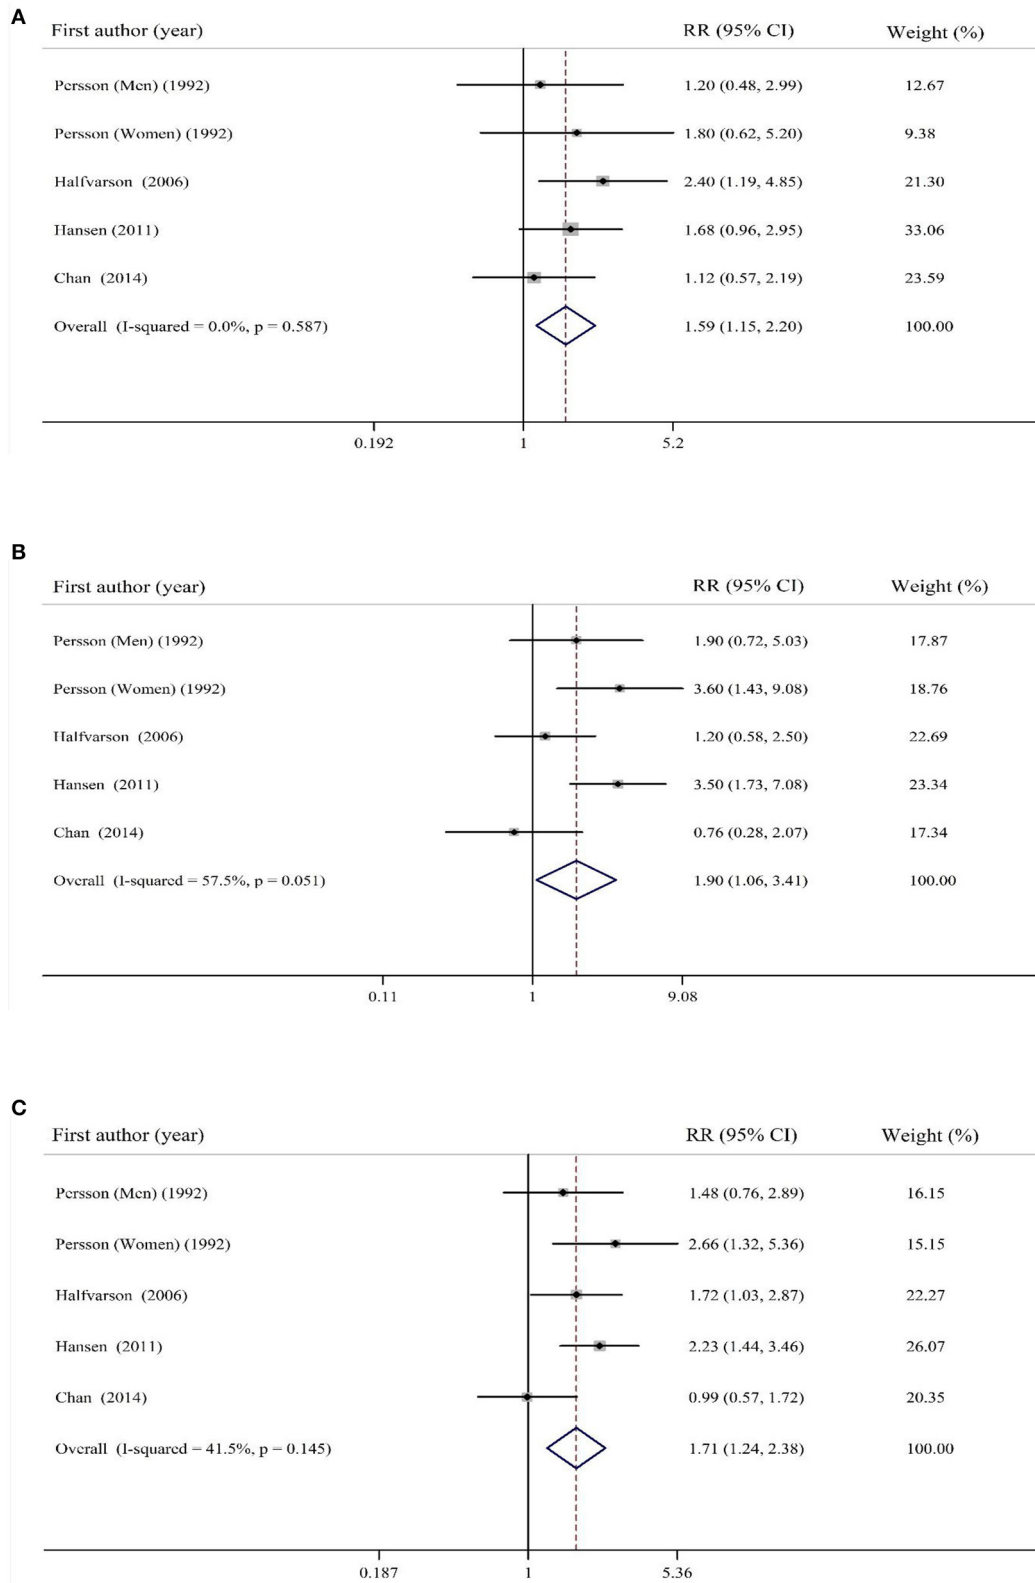 A
First author (year) RR (95% CI) Weight (%)
Persson (Men) (1992) 1.20 (0.48, 2.99) 12.67
Persson (Women) (1992) 1.80 (0.62, 5.20) 9.38
Halfvarson (2006) 2.40 (1.19, 4.85) 21.30
Hansen (2011) 1.68 (0.96, 2.95) 33.06
Chan (2014) 1.12 (0.57, 2.19) 23.59
Overall (I-squared = 0.0%, p = 0.587) 1.59 (1.15, 2.20) 100.00
0.192 1 5.2
B
First author (year) RR (95% CI) Weight (%)
Persson (Men) (1992) 1.90 (0.72, 5.03) 17.87
Persson (Women) (1992) 3.60 (1.43, 9.08) 18.76
Halfvarson (2006) 1.20 (0.58, 2.50) 22.69
Hansen (2011) 3.50 (1.73, 7.08) 23.34
Chan (2014) 0.76 (0.28, 2.07) 17.34
Overall (I-squared = 57.5%, p = 0.051) 1.90 (1.06, 3.41) 100.00
0.11 1 9.08
C
First author (year) RR (95% CI) Weight (%)
Persson (Men) (1992) 1.48 (0.76, 2.89) 16.15
Persson (Women) (1992) 2.66 (1.32, 5.36) 15.15
Halfvarson (2006) 1.72 (1.03, 2.87) 22.27
Hansen (2011) 2.23 (1.44, 3.46) 26.07
Chan (2014) 0.99 (0.57, 1.72) 20.35
Overall (I-squared = 41.5%, p = 0.145) 1.71 (1.24, 2.38) 100.00
0.187 1 5.36